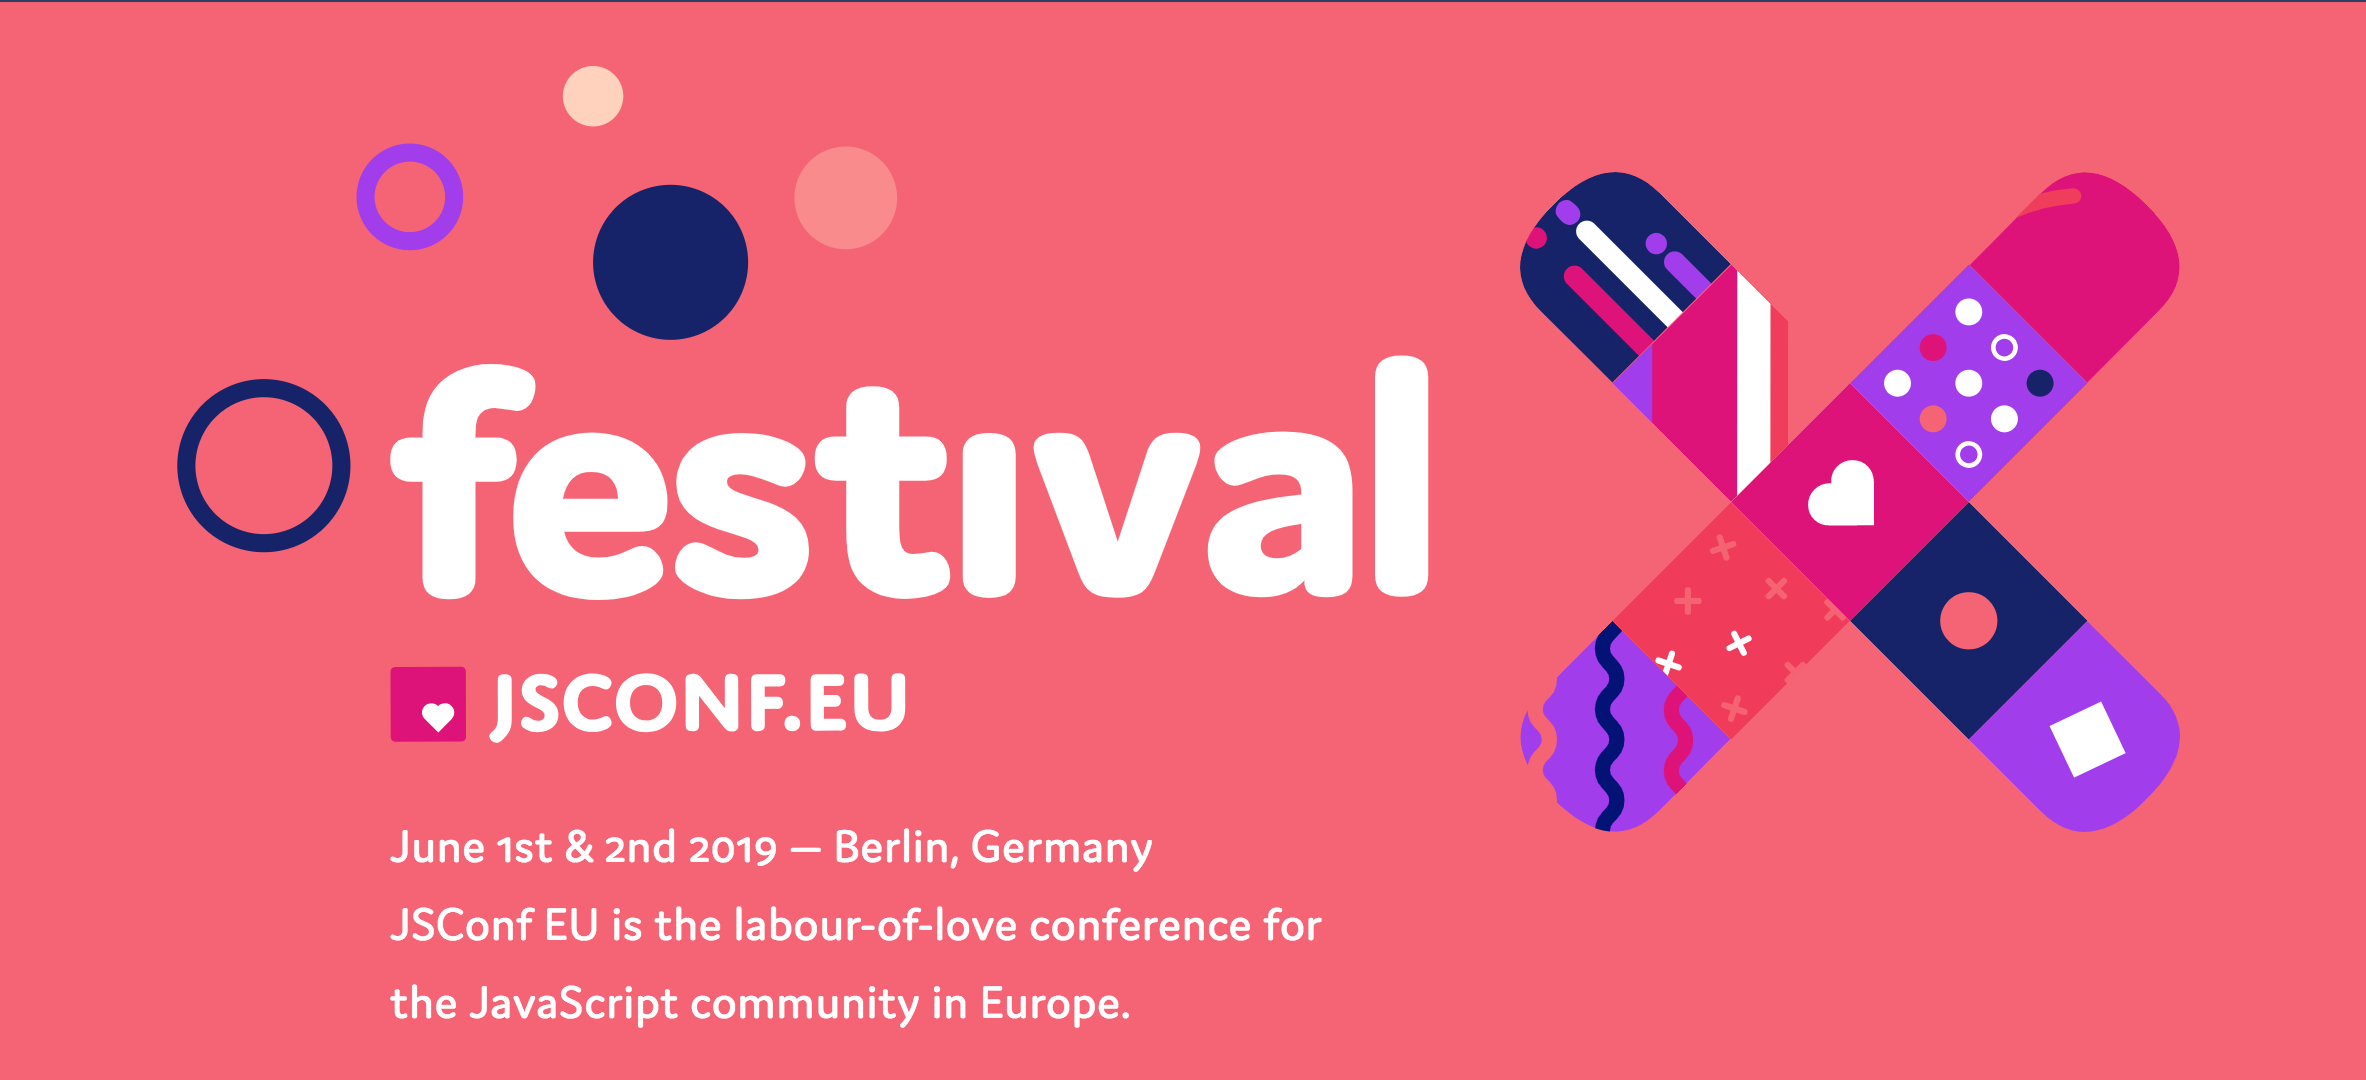 festival
JSCONF.EU
June 1st & 2nd 2019 — Berlin, Germany
JSConf EU is the labour-of-love conference for
the JavaScript community in Europe.